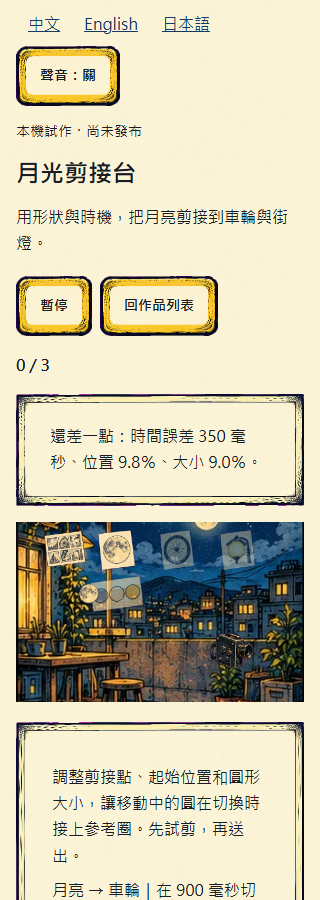 中文 English 日本語
聲音：關
本機試作・尚未發布
月光剪接台
用形狀與時機，把月亮剪接到車輪與街
燈。
暫停 回作品列表
0 / 3
還差一點：時間誤差 350 毫
秒、位置 9.8%、大小 9.0%。
調整剪接點、起始位置和圓形
大小，讓移動中的圓在切換時
接上參考圈。先試剪，再送
出。
月亮 → 車輪｜在 900 毫秒切